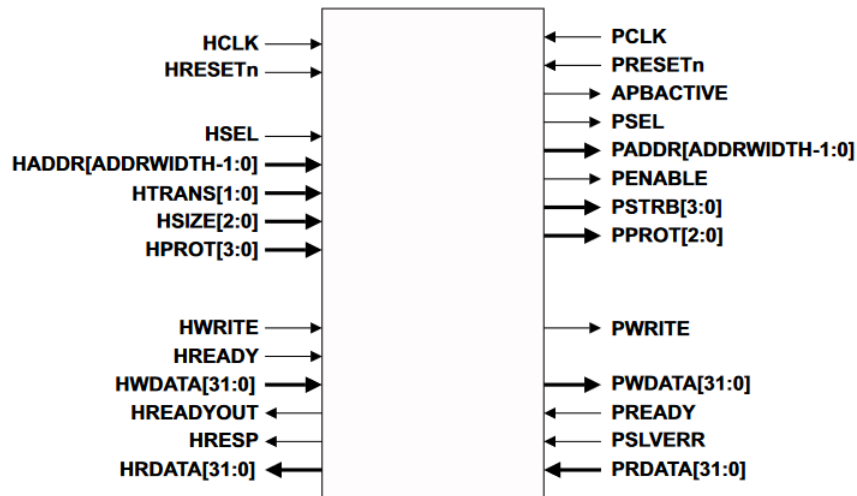 HCLK
HRESETn
HSEL
HADDR[ADDRWIDTH-1:0]
HTRANS[1:0]
HSIZE[2:0]
HPROT[3:0]
HWRITE
HREADY
HWDATA[31:0]
HREADYOUT
HRESP
HRDATA[31:0]
PCLK
PRESETn
APBACTIVE
PSEL
PADDR[ADDRWIDTH-1:0]
PENABLE
PSTRB[3:0]
PPROT[2:0]
PWRITE
PWDATA[31:0]
PREADY
PSLVERR
PRDATA[31:0]